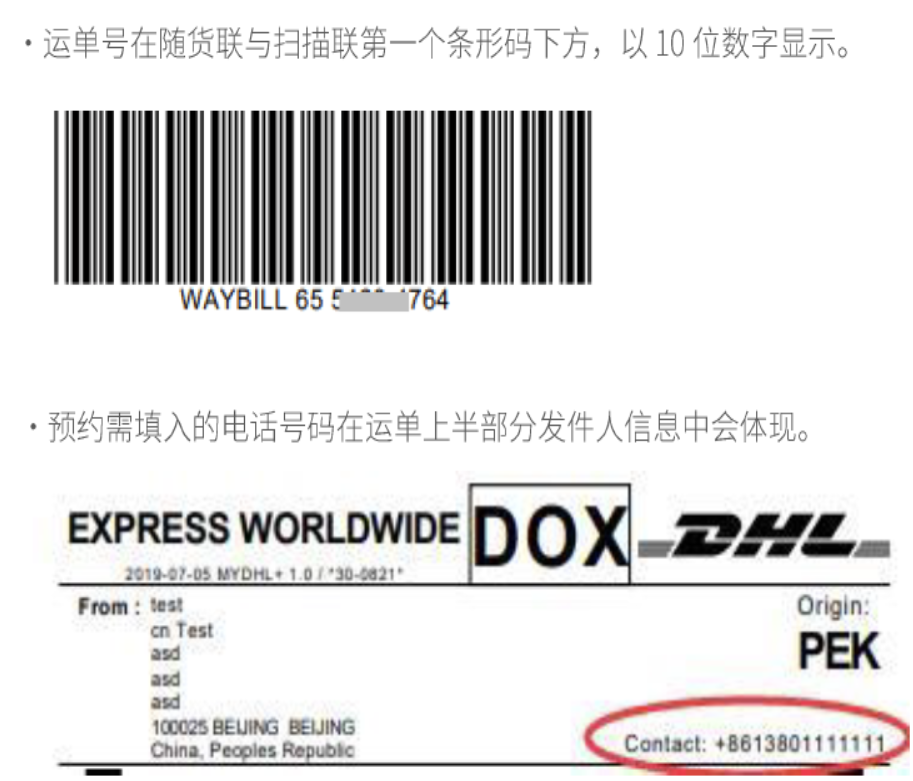 ·运单号在随货联与扫描联第一个条形码下方，以 10 位数字显示。
WAYBILL 65 764
·预约需填入的电话号码在运单上半部分发件人信息中会体现。
EXPRESS WORLDWIDE DOX DHL
2019-07-05 MYDHL+ 1.0 / *30-0821*
From : test
Origin:
cn Test
PEK
asd
asd
asd
100025 BEIJING BEIJING
China, Peoples Republic
Contact: +8613801111111